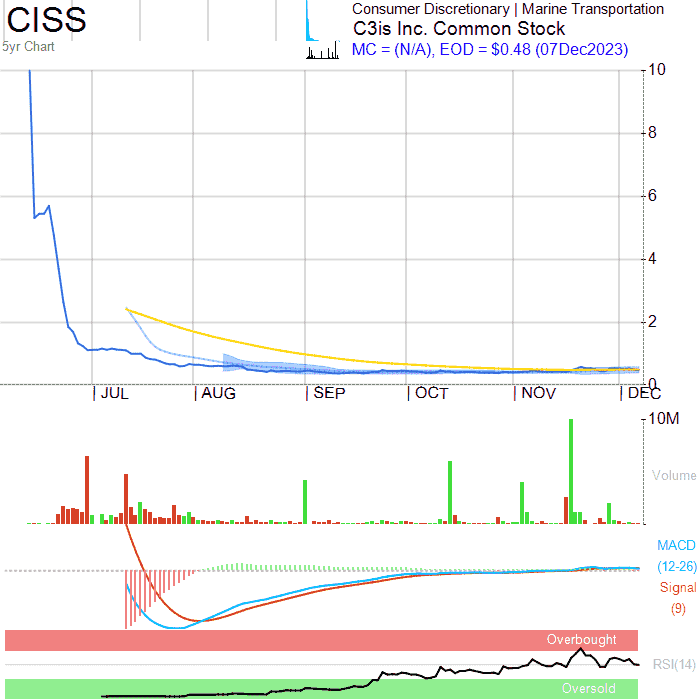 CISS
5yr Chart
Consumer Discretionary | Marine Transportation
C3is Inc. Common Stock
MC = (N/A), EOD = $0.48 (07Dec2023)
10
8
6
4
2
0
JUL AUG SEP OCT NOV DEC
10M
Volume
MACD
(12-26)
Signal
(9)
Overbought
RSI(14)
Oversold